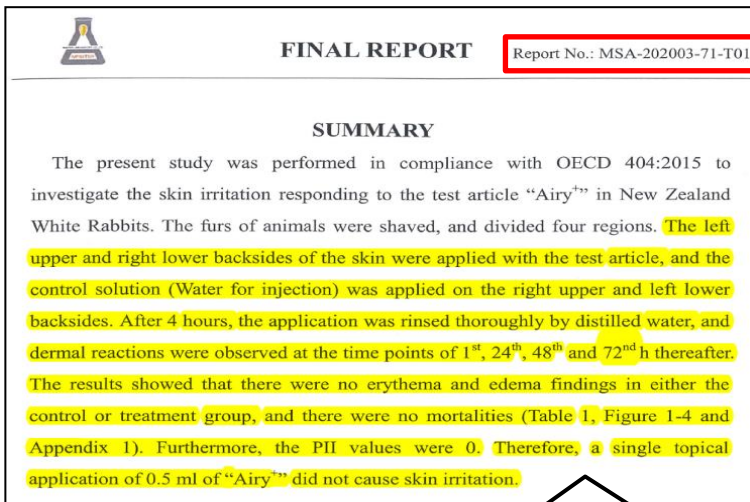 FINAL REPORT
Report No.: MSA-202003-71-T01
SUMMARY
The present study was performed in compliance with OECD 404:2015 to
investigate the skin irritation responding to the test article “Airy⁺” in New Zealand
White Rabbits. The furs of animals were shaved, and divided four regions. The left
upper and right lower backsides of the skin were applied with the test article, and the
control solution (Water for injection) was applied on the right upper and left lower
backsides. After 4 hours, the application was rinsed thoroughly by distilled water, and
dermal reactions were observed at the time points of 1st, 24th, 48th and 72nd h thereafter.
The results showed that there were no erythema and edema findings in either the
control or treatment group, and there were no mortalities (Table 1, Figure 1-4 and
Appendix 1). Furthermore, the PII values were 0. Therefore, a single topical
application of 0.5 ml of “Airy⁺” did not cause skin irritation.